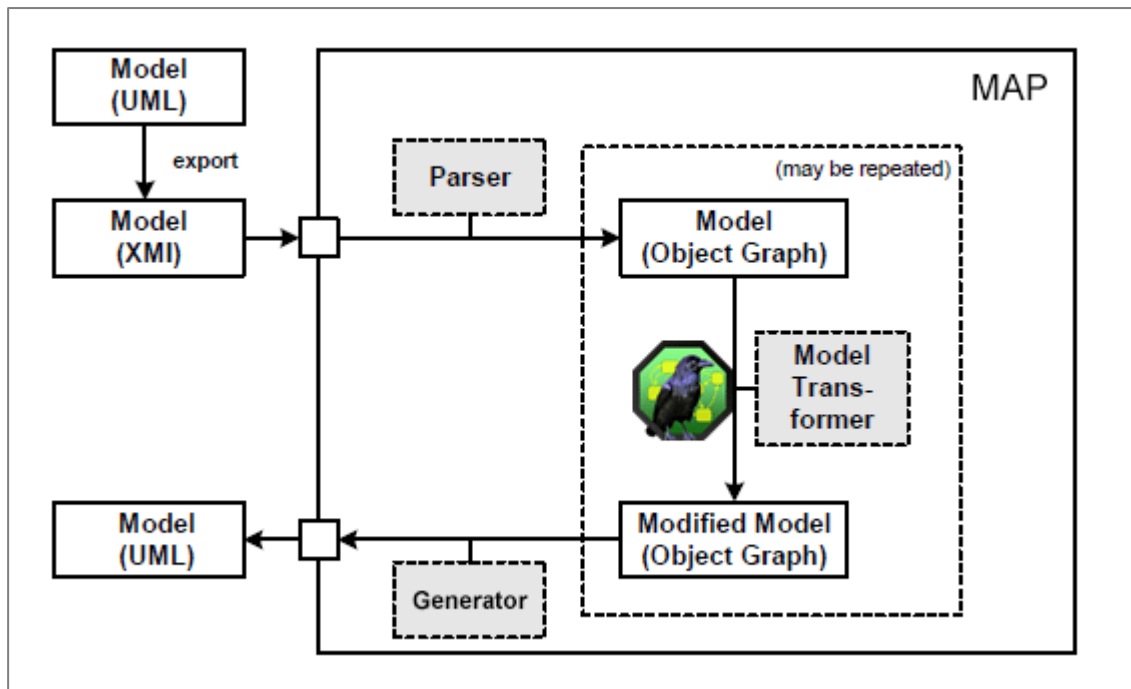 Model
(UML)
MAP
export
Parser
(may be repeated)
Model
(XMI)
Model
(Object Graph)
Model
Trans-
former
Model
(UML)
Modified Model
(Object Graph)
Generator